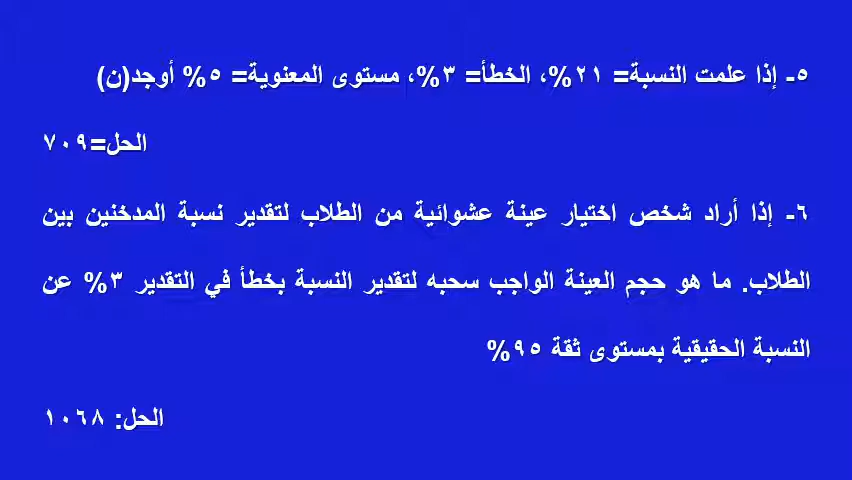 ٥- إذا علمت النسبة= ٢١%، الخطأ= ٣%، مستوى المعنوية= ٥% أوجد(ن)
الحل=٧٠٩
٦- إذا أراد شخص اختيار عينة عشوائية من الطلاب لتقدير نسبة المدخنين بين
الطلاب. ما هو حجم العينة الواجب سحبه لتقدير النسبة بخطأ في التقدير ٣% عن
النسبة الحقيقية بمستوى ثقة ٩٥%
الحل: ١٠٦٨